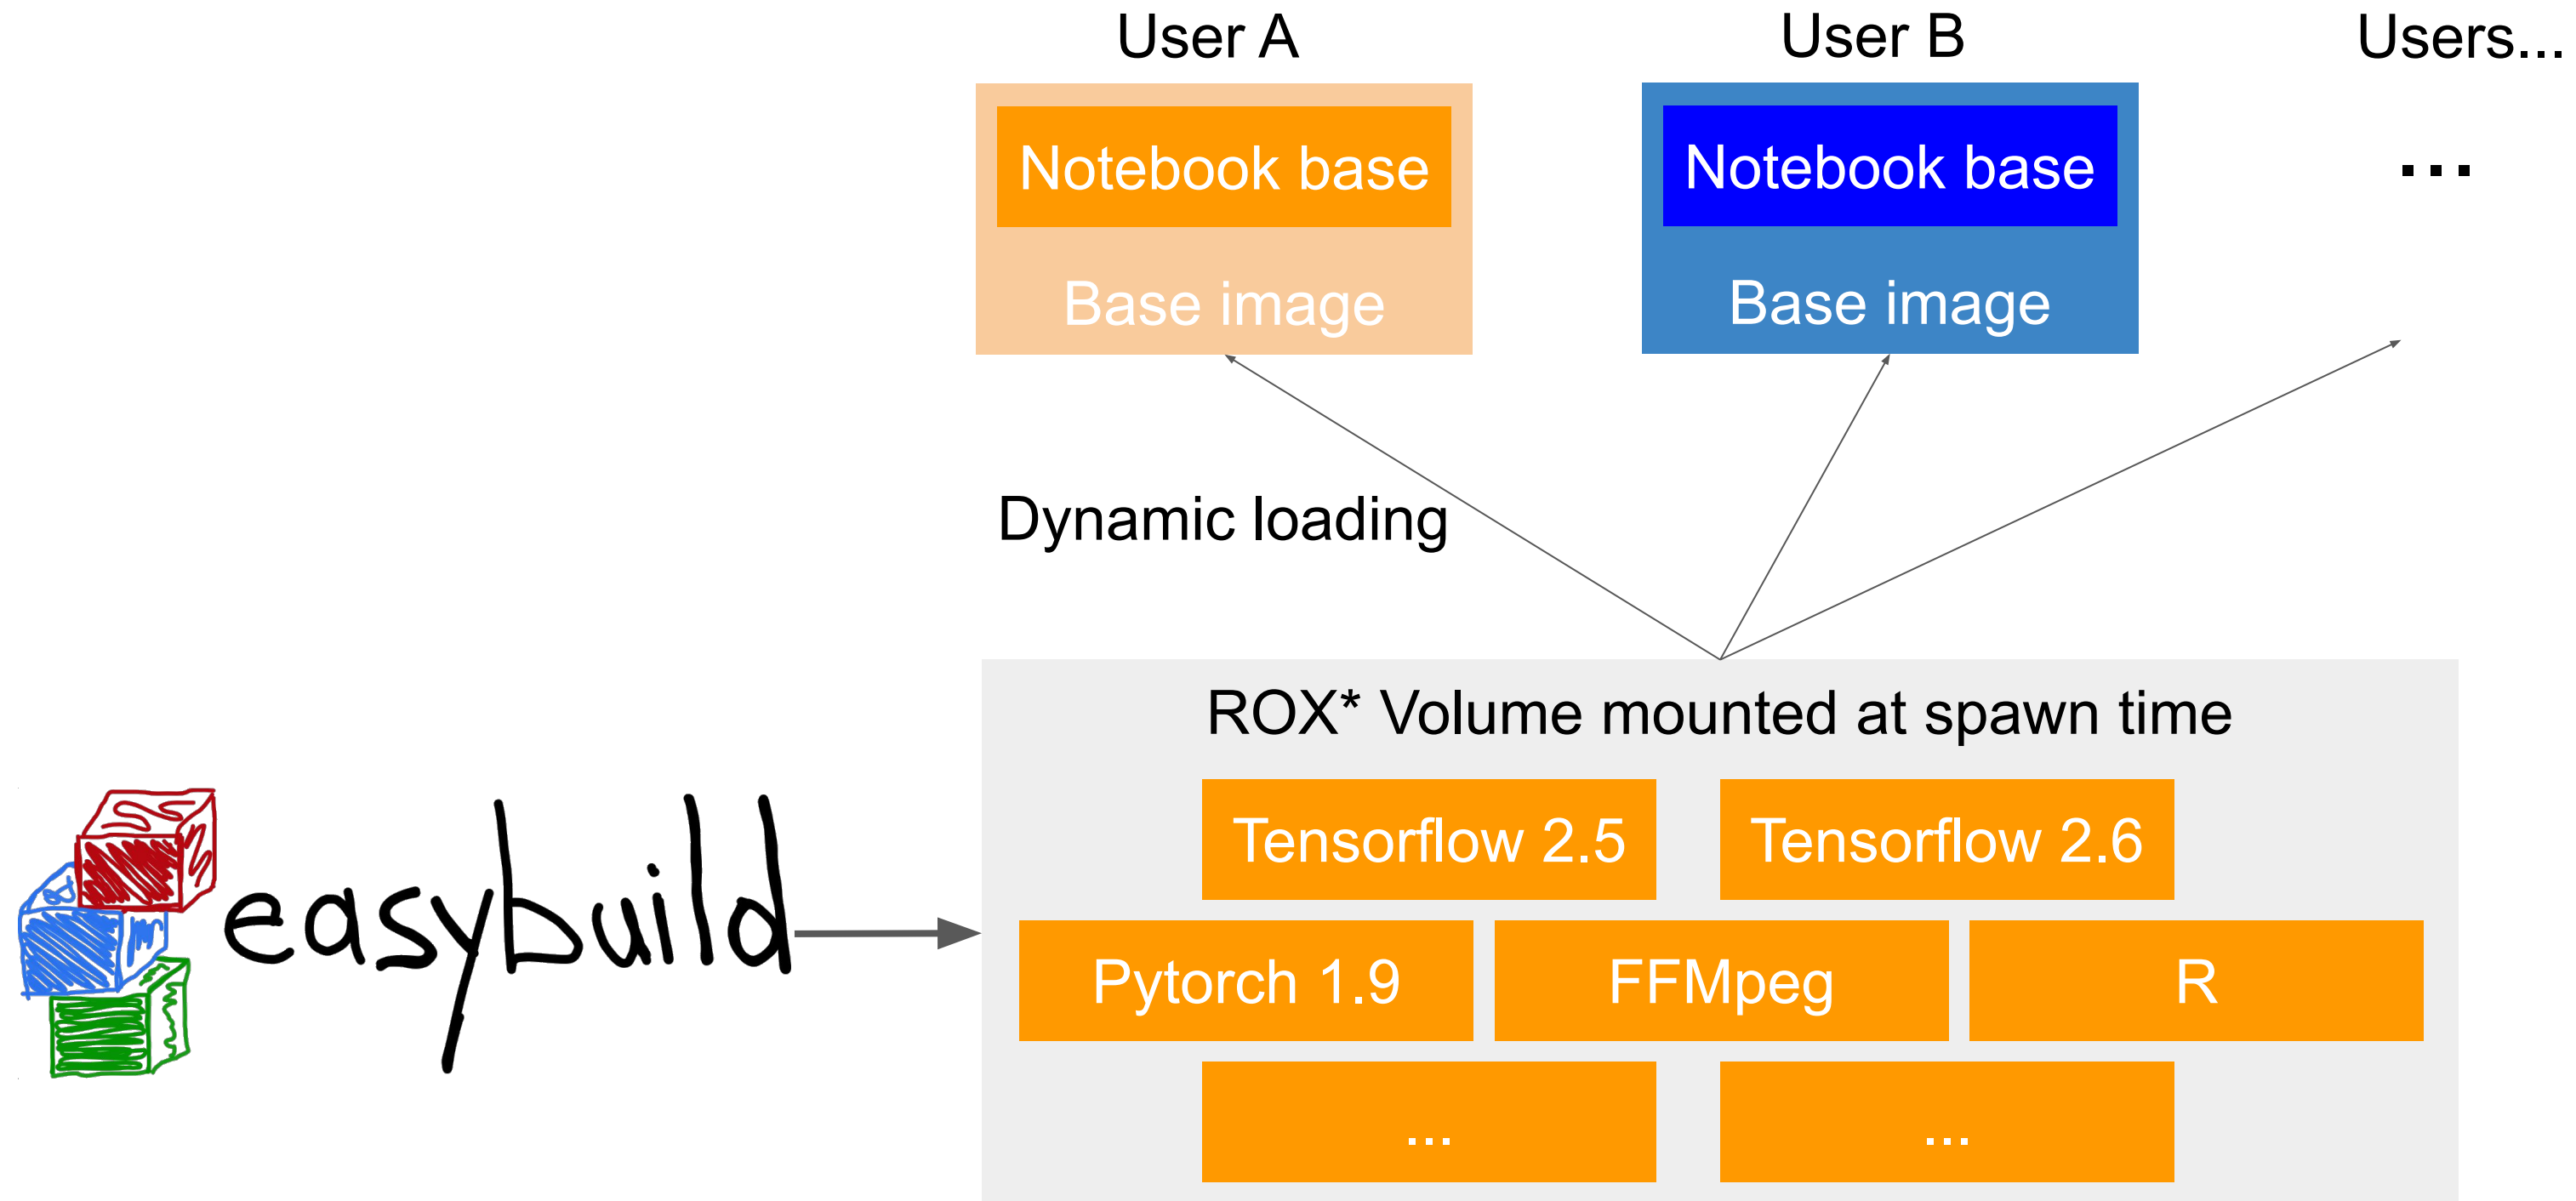 User A
User B
Users...
Notebook base
Notebook base
...
Base image
Base image
Dynamic loading
ROX* Volume mounted at spawn time
Tensorflow 2.5
Tensorflow 2.6
easybuild
Pytorch 1.9
FFMpeg
R
...
...